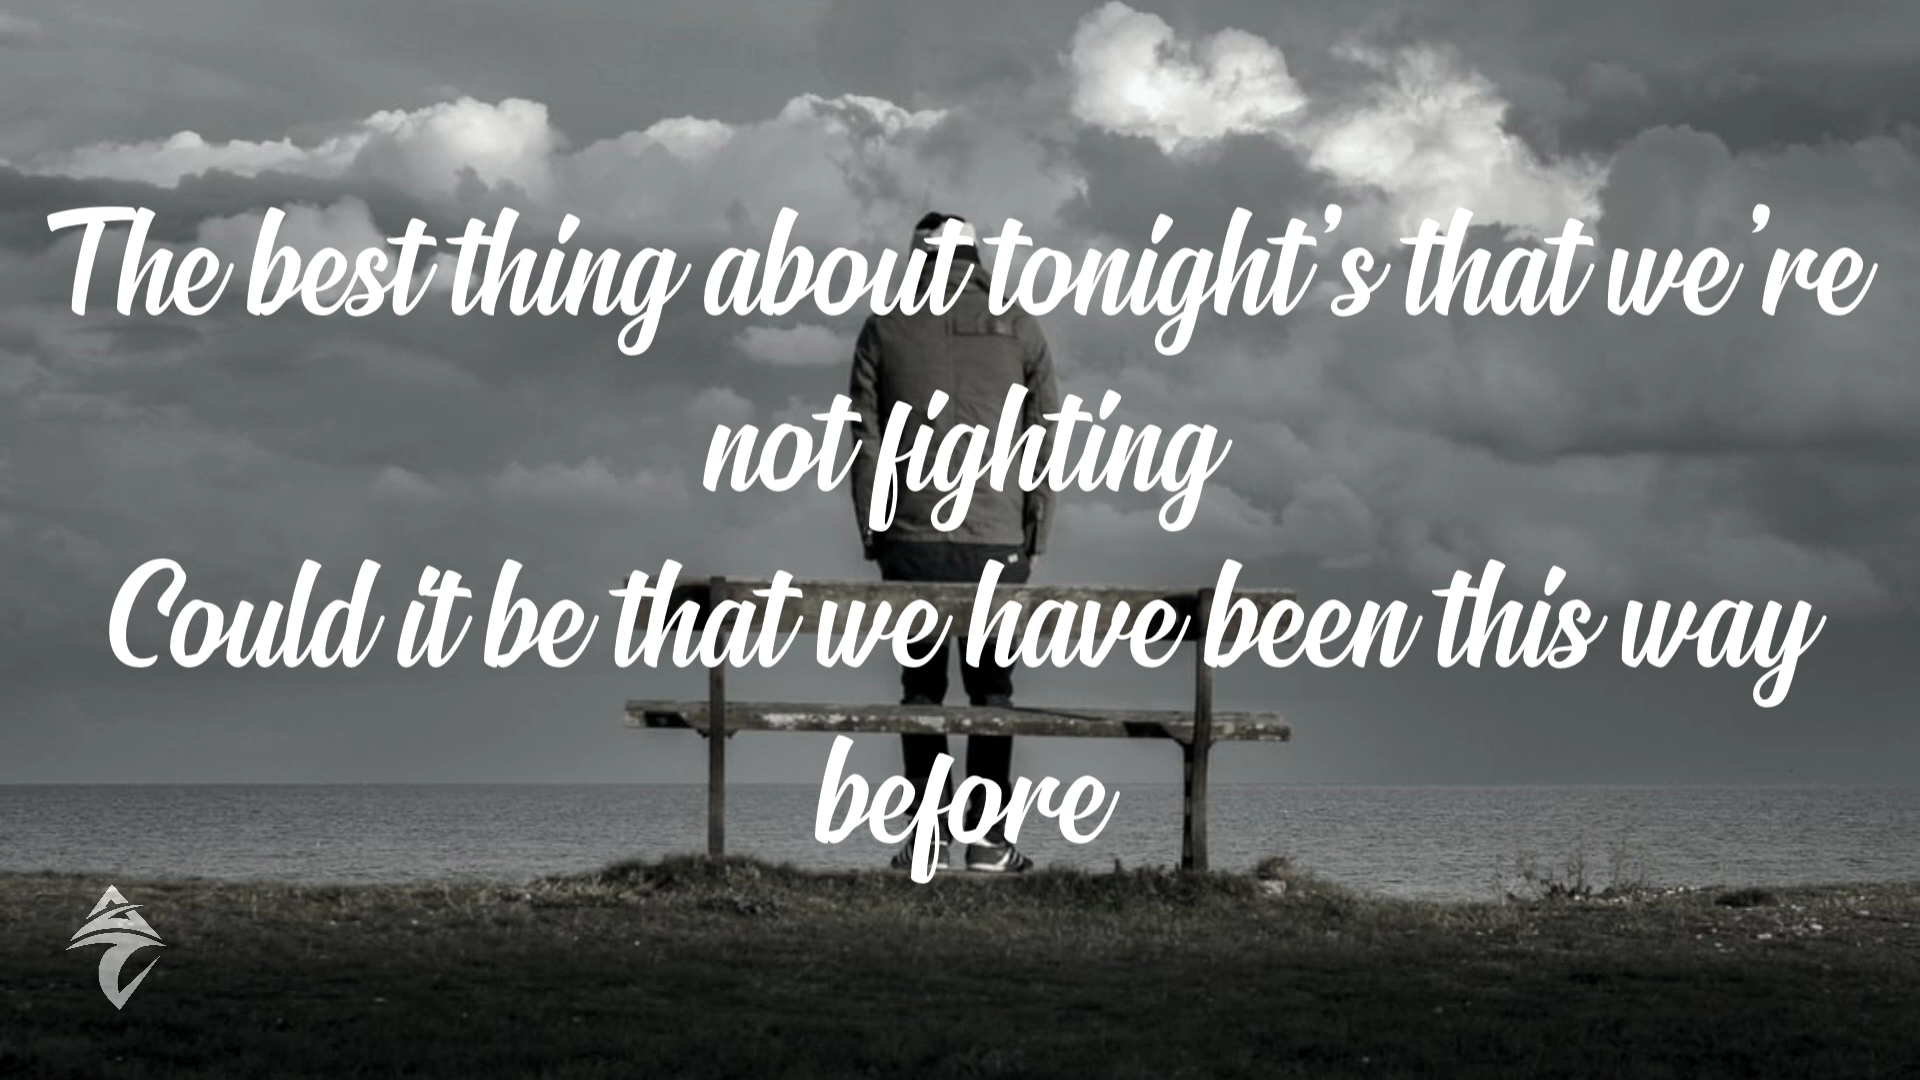 The best thing about tonight's that we're
not fighting
Could it be that we have been this way
before